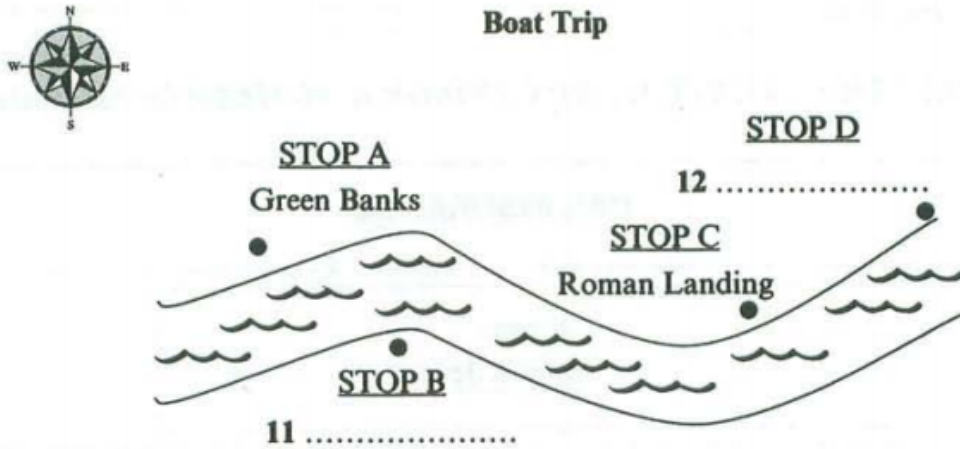 Boat Trip
N
W E
S
STOP A
Green Banks
STOP B
11 ....................
STOP C
Roman Landing
STOP D
12 ....................